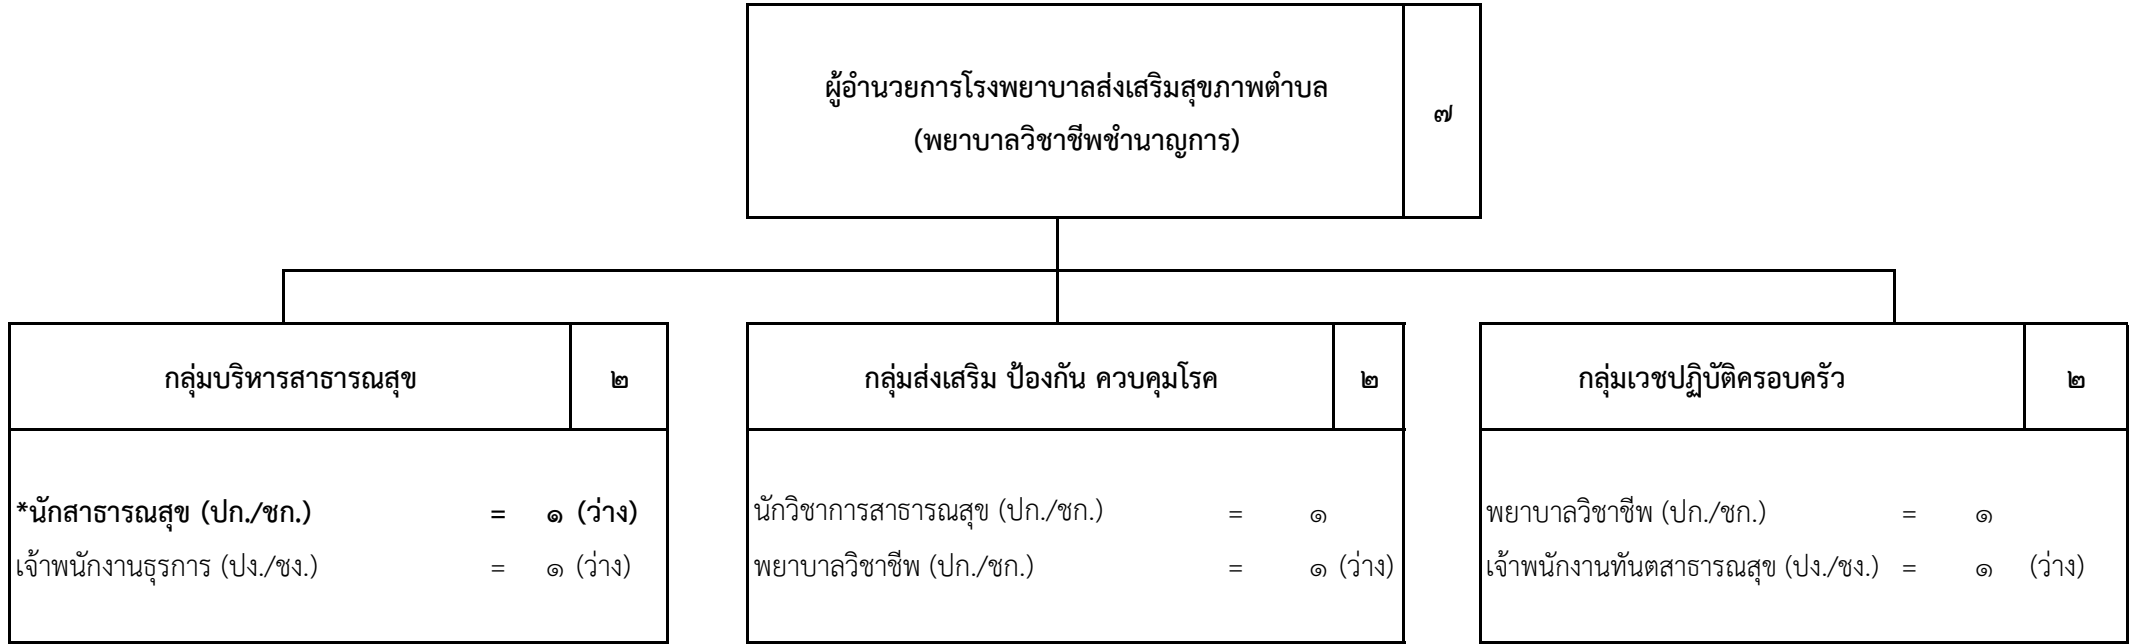 ผู้อำนวยการโรงพยาบาลส่งเสริมสุขภาพตำบล
(พยาบาลวิชาชีพชำนาญการ)
๗
กลุ่มบริหารสาธารณสุข ๒
*นักสาธารณสุข (ปก./ชก.) = ๑ (ว่าง)
เจ้าพนักงานธุรการ (ปง./ชง.) = ๑ (ว่าง)
กลุ่มส่งเสริม ป้องกัน ควบคุมโรค ๒
นักวิชาการสาธารณสุข (ปก./ชก.) = ๑
พยาบาลวิชาชีพ (ปก./ชก.) = ๑ (ว่าง)
กลุ่มเวชปฏิบัติครอบครัว ๒
พยาบาลวิชาชีพ (ปก./ชก.) = ๑
เจ้าพนักงานทันตสาธารณสุข (ปง./ชง.) = ๑ (ว่าง)